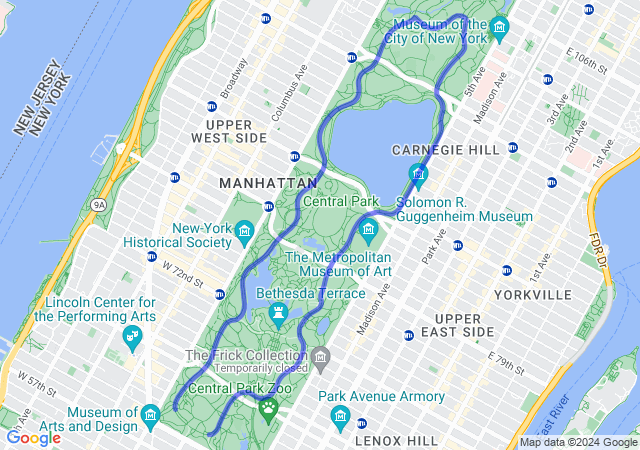 Museum of the
City of New York
NEW JERSEY
NEW YORK
Broadway
Columbus Ave
5th Ave
Madison Ave
E 106th St
3rd Ave
2nd Ave
1st Ave
UPPER
WEST SIDE
CARNEGIE HILL
MANHATTAN
9A
Central Park
Solomon R.
Guggenheim Museum
New-York
Historical Society
The Metropolitan
Museum of Art
Park Ave
1st Ave
FDR Dr
W 72nd St
Bethesda Terrace
Madison Ave
YORKVILLE
Lincoln Center for
the Performing Arts
UPPER
EAST SIDE
The Frick Collection
Temporarily closed
E 79th St
W 57th St
Central Park Zoo
Park Avenue Armory
Museum of
Arts and Design
East River
LENOX HILL
Google
Map data ©2024 Google